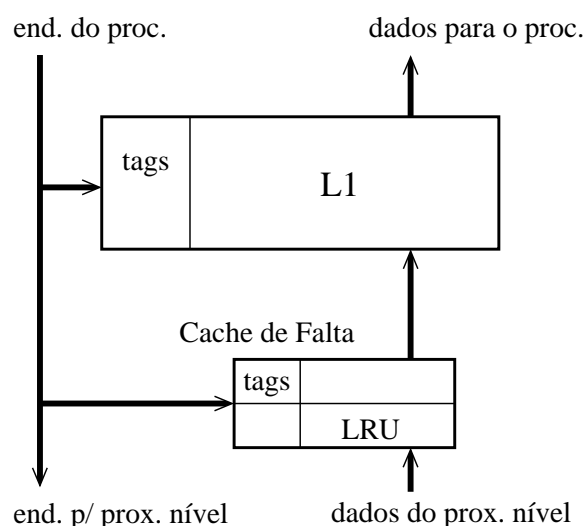 end. do proc.
dados para o proc.
tags
L1
Cache de Falta
tags
LRU
end. p/ prox. nível
dados do prox. nível